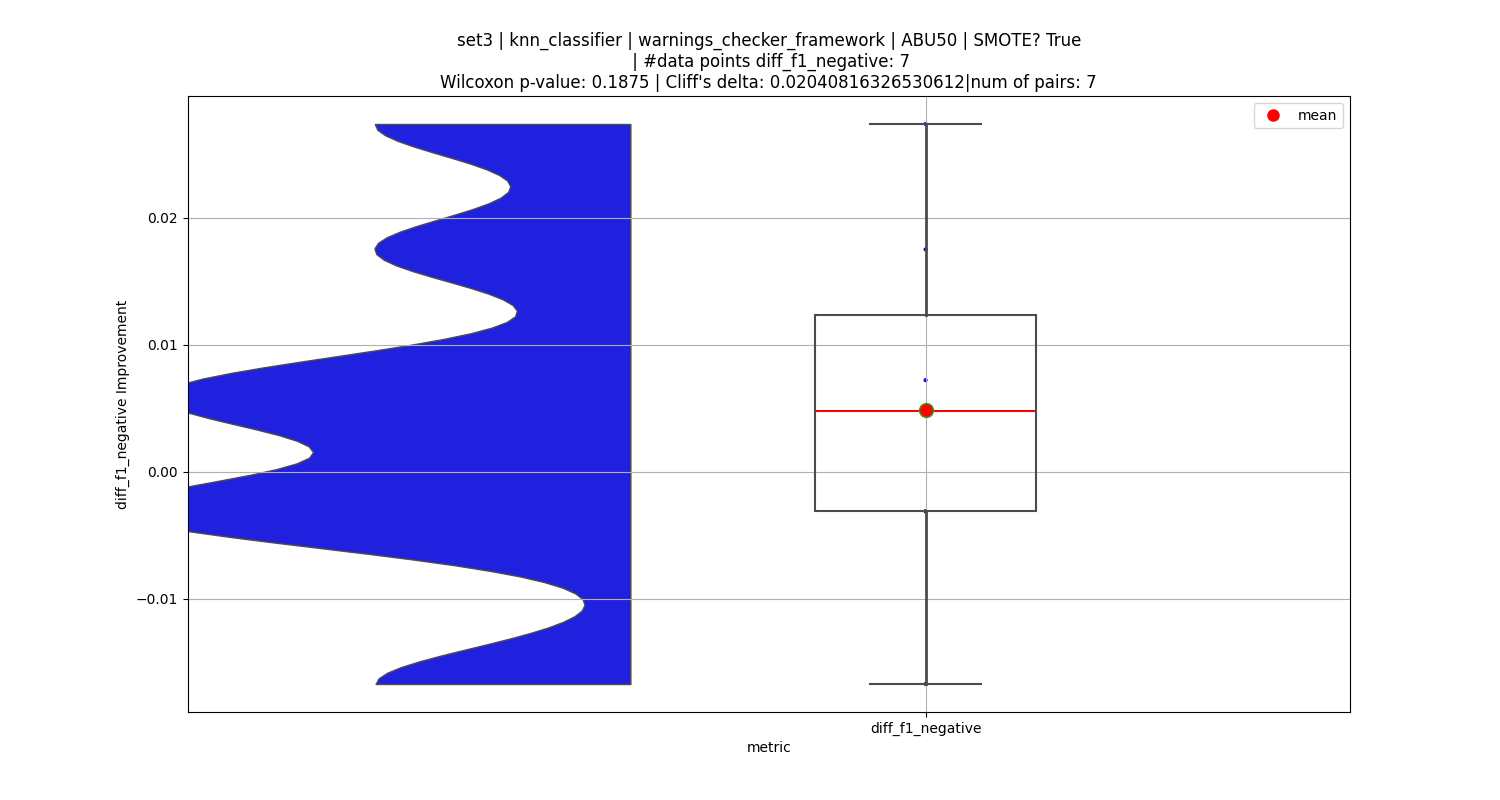 set3 | knn_classifier | warnings_checker_framework | ABU50 | SMOTE? True
| #data points diff_f1_negative: 7
Wilcoxon p-value: 0.1875 | Cliff's delta: 0.02040816326530612|num of pairs: 7
mean
0.02
0.01
0.00
−0.01
diff_f1_negative Improvement
diff_f1_negative
metric